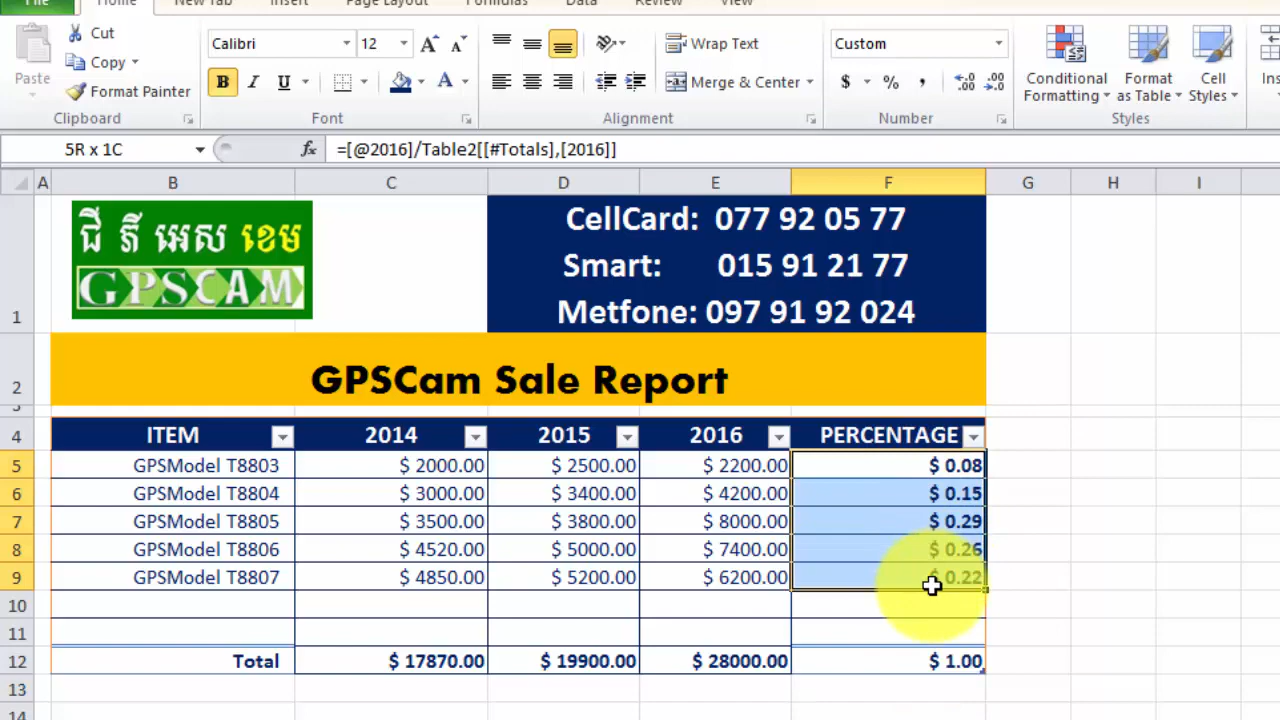 File Home New Tab Insert Page Layout Formulas Data Review View
Cut
Copy
Format Painter
Paste
Clipboard
Calibri 12
B I U A
Font
Wrap Text
Merge & Center
Alignment
Custom
$ % , .0 .00 .00 .0
Number
Conditional Formatting
Format as Table
Cell Styles
Styles
5R x 1C fx =[@2016]/Table2[[#Totals],[2016]]
A B C D E F G H I
ជី ភី អេស ខេម
GPSCAM
CellCard: 077 92 05 77
Smart: 015 91 21 77
Metfone: 097 91 92 024
1
2 GPSCam Sale Report
4 ITEM 2014 2015 2016 PERCENTAGE
5 GPSModel T8803 $ 2000.00 $ 2500.00 $ 2200.00 $ 0.08
6 GPSModel T8804 $ 3000.00 $ 3400.00 $ 4200.00 $ 0.15
7 GPSModel T8805 $ 3500.00 $ 3800.00 $ 8000.00 $ 0.29
8 GPSModel T8806 $ 4520.00 $ 5000.00 $ 7400.00 $ 0.26
9 GPSModel T8807 $ 4850.00 $ 5200.00 $ 6200.00 $ 0.22
10
11
12 Total $ 17870.00 $ 19900.00 $ 28000.00 $ 1.00
13
14